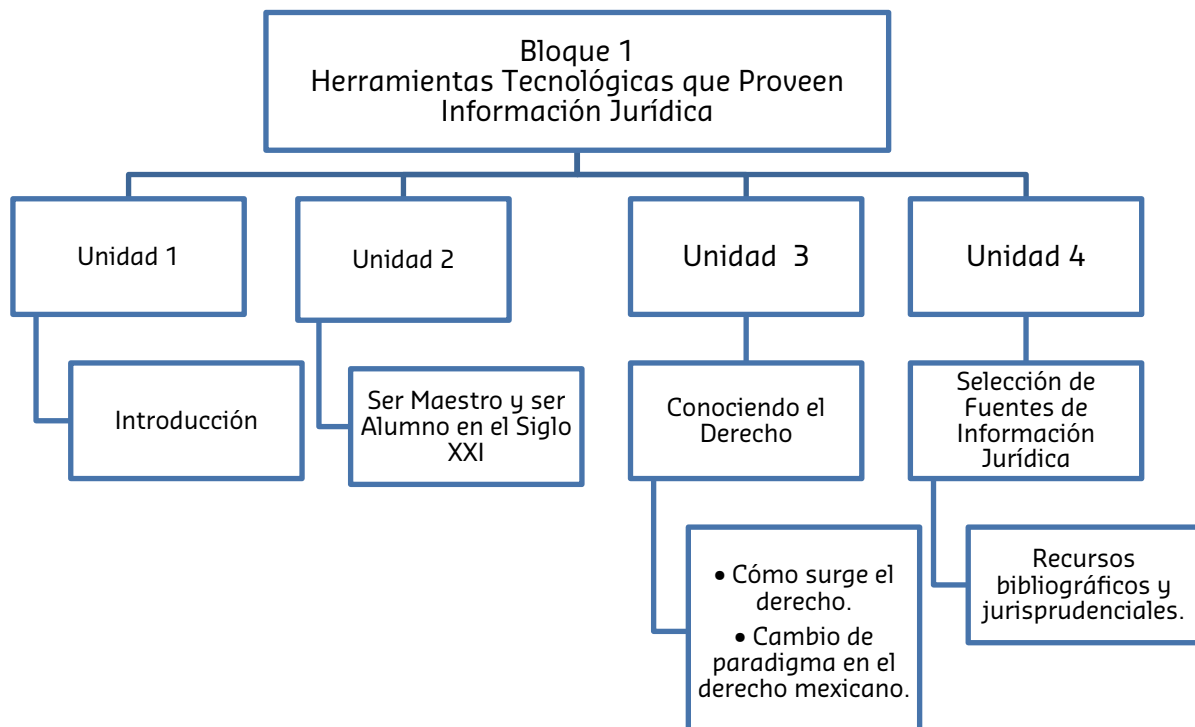 Bloque 1
Herramientas Tecnológicas que Proveen
Información Jurídica
Unidad 1
Unidad 2
Unidad 3
Unidad 4
Introducción
Ser Maestro y ser
Alumno en el Siglo
XXI
Conociendo el
Derecho
Selección de
Fuentes de
Información
Jurídica
• Cómo surge el
derecho.
• Cambio de
paradigma en el
derecho mexicano.
Recursos
bibliográficos y
jurisprudenciales.